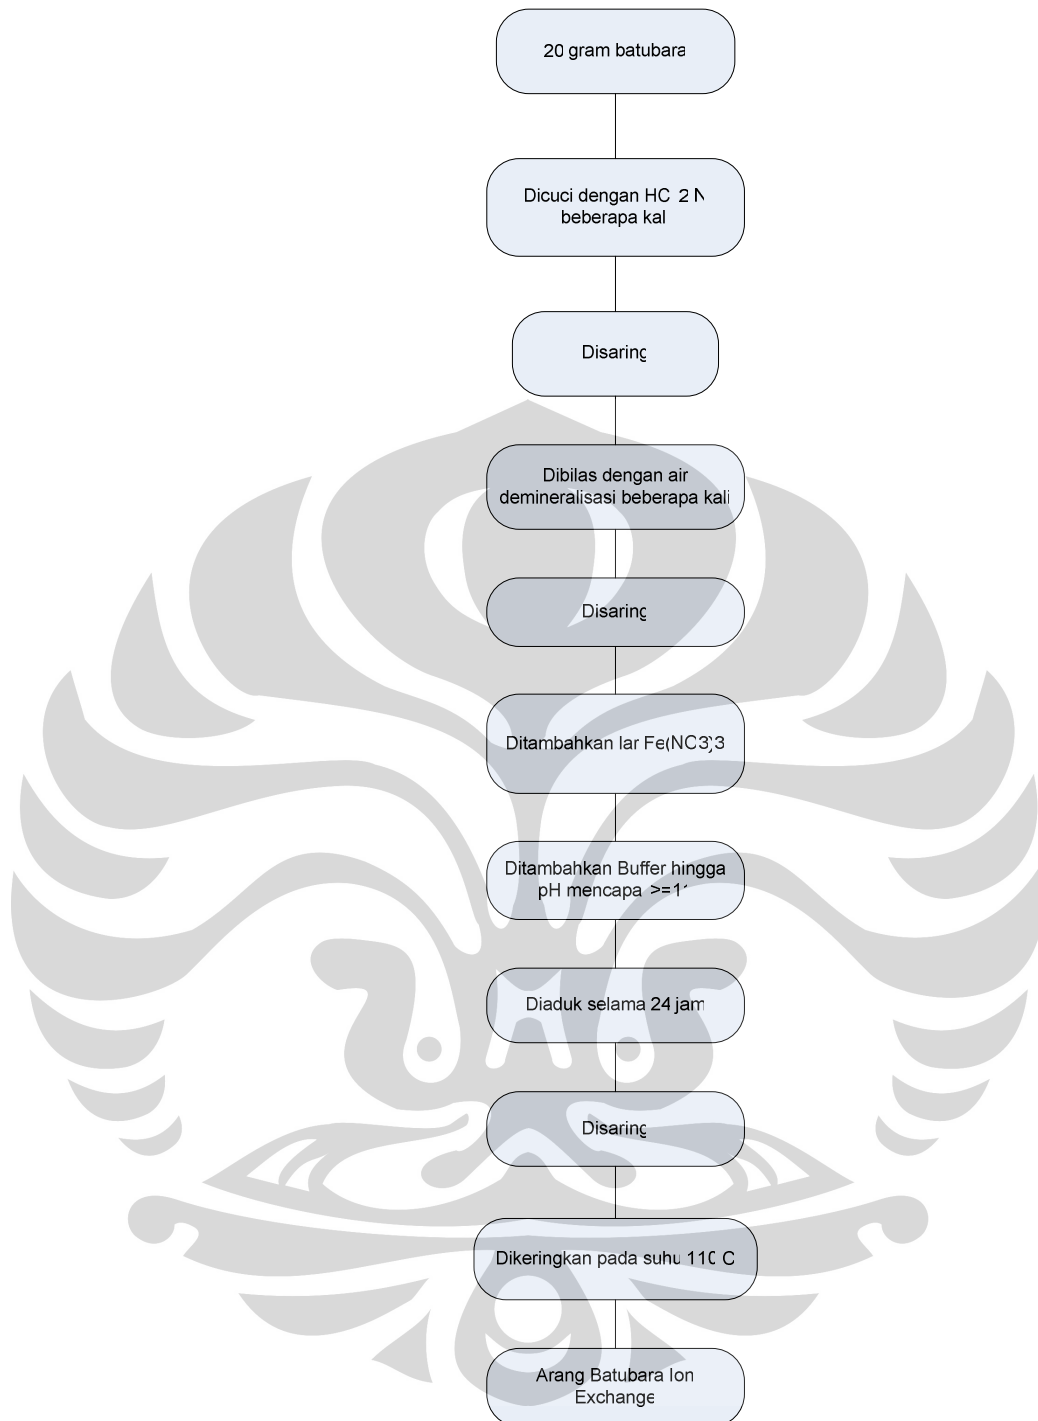 20 gram batubara
Dicuci dengan HC 2 N
beberapa kal
Disaring
Dibilas dengan air
demineralisasi beberapa kali
Disaring
Ditambahkan lar Fe(NO3)3
Ditambahkan Buffer hingga
pH mencapa >=11
Diaduk selama 24 jam
Disaring
Dikeringkan pada suhu 110 C
Arang Batubara Ion
Exchange